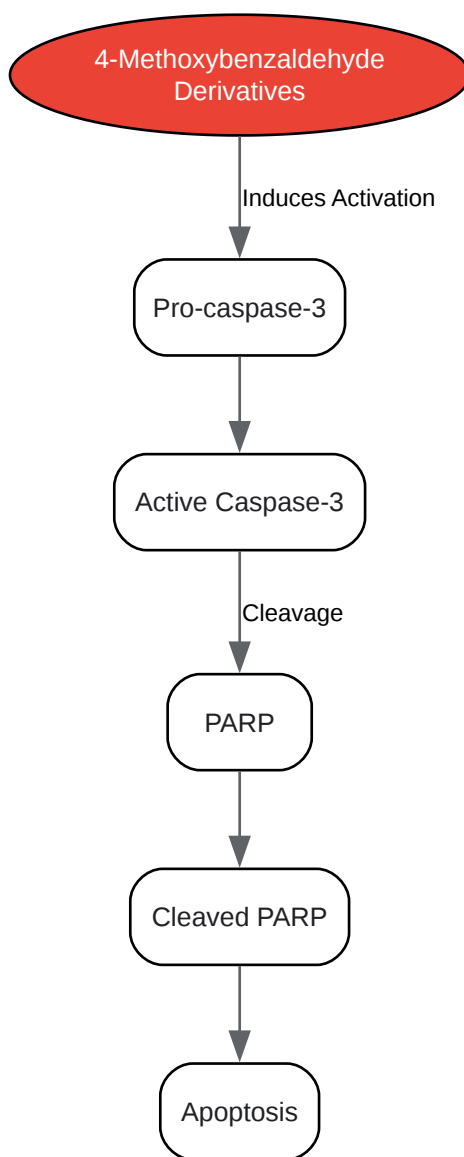 4-Methoxybenzaldehyde
Derivatives
Induces Activation
Pro-caspase-3
Active Caspase-3
Cleavage
PARP
Cleaved PARP
Apoptosis